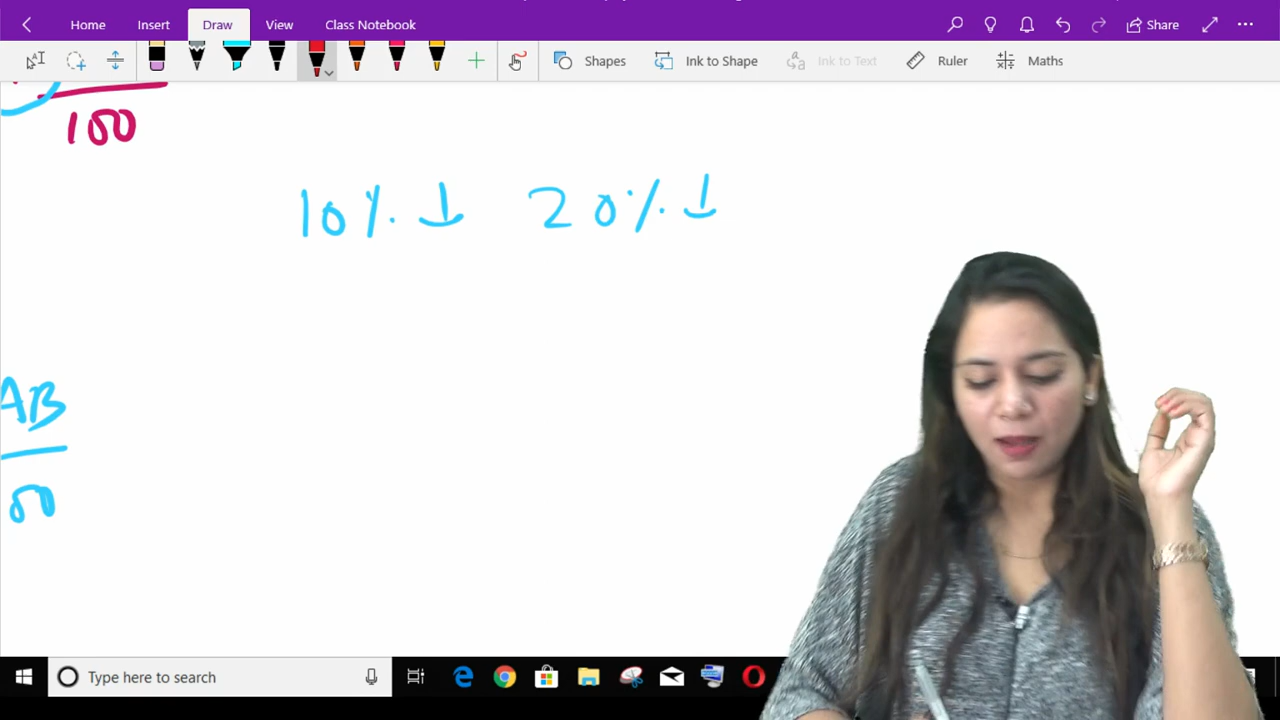 Home Insert Draw View Class Notebook Share
Shapes Ink to Shape Ink to Text Ruler Maths
100
10% ↓ 20% ↓
AB
Type here to search